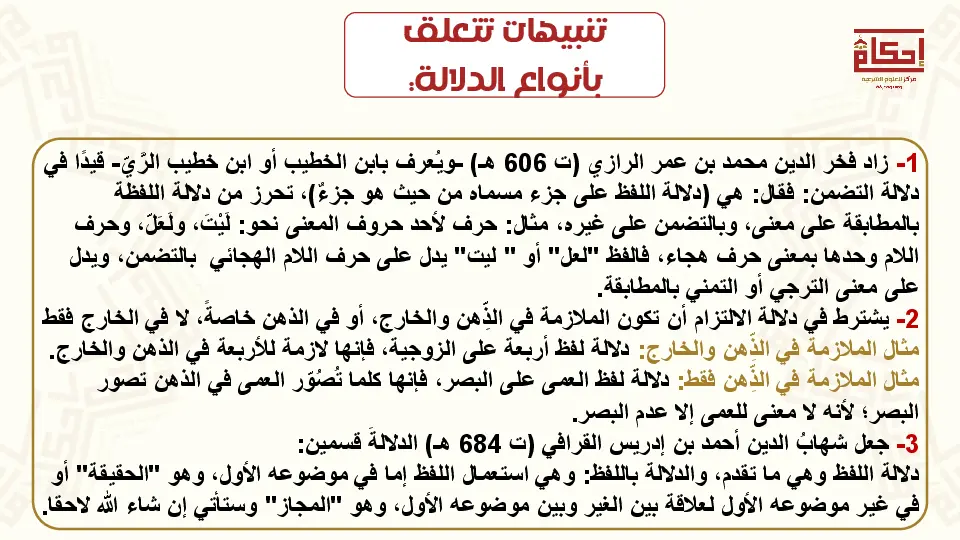 تنبيهات تتعلق
بأنواع الدلالة:
إحكام
مركز للعلوم الشرعية
1- زاد فخر الدين محمد بن عمر الرازي (ت 606 هـ) -ويُعرف بابن الخطيب أو ابن خطيب الرَّيّ- قيدًا في
دلالة التضمن: فقال: هي (دلالة اللفظ على جزء مسماه من حيث هو جزءٌ)، تحرز من دلالة اللفظة
بالمطابقة على معنى، وبالتضمن على غيره، مثال: حرف لأحد حروف المعنى نحو: لَيْتَ، ولَعَلّ، وحرف
اللام وحدها بمعنى حرف هجاء، فالفظ "لعل" أو " ليت" يدل على حرف اللام الهجائي بالتضمن، ويدل
على معنى الترجي أو التمني بالمطابقة.
2- يشترط في دلالة الالتزام أن تكون الملازمة في الذِّهن والخارج، أو في الذهن خاصةً، لا في الخارج فقط
مثال الملازمة في الذّهن والخارج: دلالة لفظ أربعة على الزوجية، فإنها لازمة للأربعة في الذهن والخارج.
مثال الملازمة في الذّهن فقط: دلالة لفظ العمى على البصر، فإنها كلما تُصُوّر العمى في الذهن تصور
البصر؛ لأنه لا معنى للعمى إلا عدم البصر.
3- جعل شهابُ الدين أحمد بن إدريس القرافي (ت 684 هـ) الدلالةَ قسمين:
دلالة اللفظ وهي ما تقدم، والدلالة باللفظ: وهي استعمال اللفظ إما في موضوعه الأول، وهو "الحقيقة" أو
في غير موضوعه الأول لعلاقة بين الغير وبين موضوعه الأول، وهو "المجاز" وستأتي إن شاء الله لاحقا.